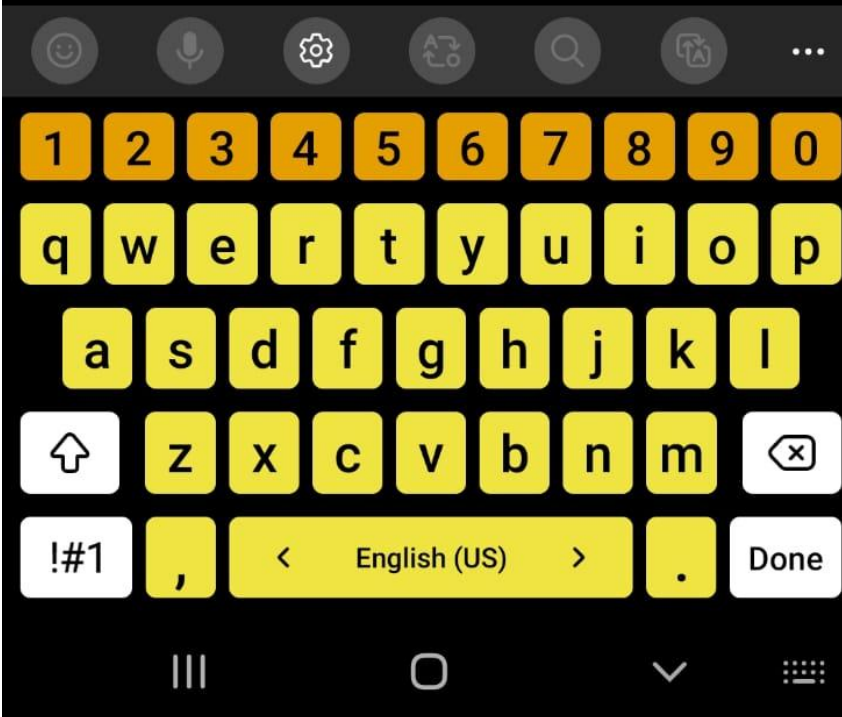 1 2 3 4 5 6 7 8 9 0
q w e r t y u i o p
a s d f g h j k l
z x c v b n m
!#1 , < English (US) > . Done